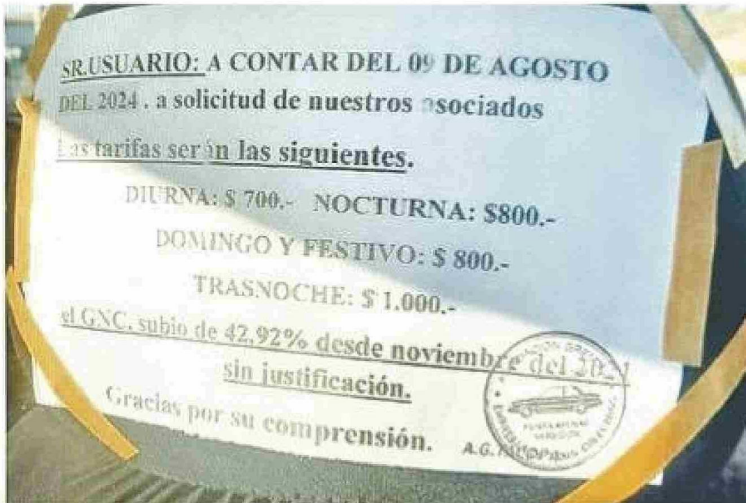 SR.USUARIO: A CONTAR DEL 09 DE AGOSTO
DEL 2024 . a solicitud de nuestros asociados
Las tarifas serán las siguientes.
DIURNA: $ 700.- NOCTURNA: $800.-
DOMINGO Y FESTIVO: $ 800.-
TRASNOCHE: $ 1.000.-
el GNC. subio de 42,92% desde noviembre del
sin justificación.
Gracias por su comprensión.
A.G.